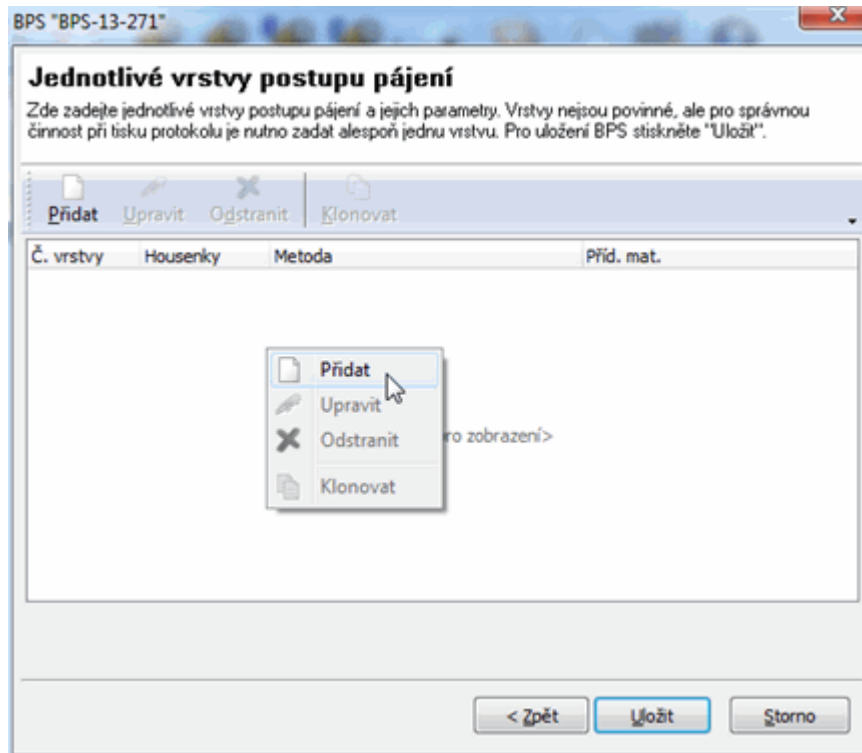 BPS "BPS-13-271"
Jednotlivé vrstvy postupu pájení
Zde zadejte jednotlivé vrstvy postupu pájení a jejich parametry. Vrstvy nejsou povinné, ale pro správnou
činnost při tisku protokolu je nutno zadat alespoň jednu vrstvu. Pro uložení BPS stiskněte "Uložit".
Přidat Upravit Odstranit Klonovat
Č. vrstvy Housenky Metoda Příd. mat.
Přidat
Upravit
Odstranit
ro zobrazení>
Klonovat
< Zpět Uložit Storno